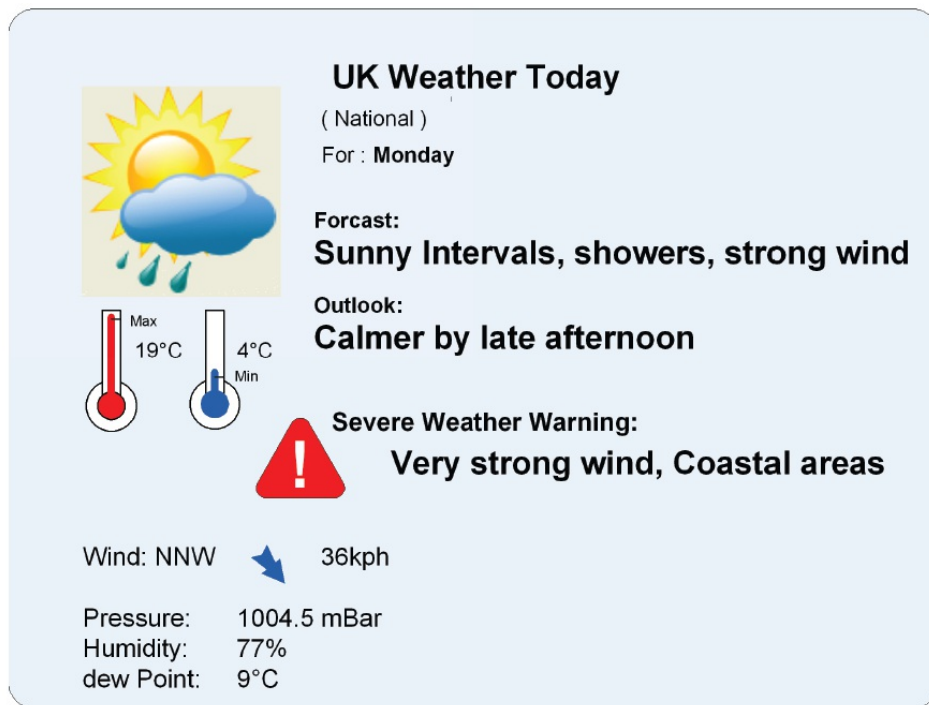 UK Weather Today
( National )
For : Monday
Forcast:
Sunny Intervals, showers, strong wind
Outlook:
Calmer by late afternoon
Max
19°C
4°C
Min
Severe Weather Warning:
!
Very strong wind, Coastal areas
Wind: NNW 36kph
Pressure: 1004.5 mBar
Humidity: 77%
dew Point: 9°C